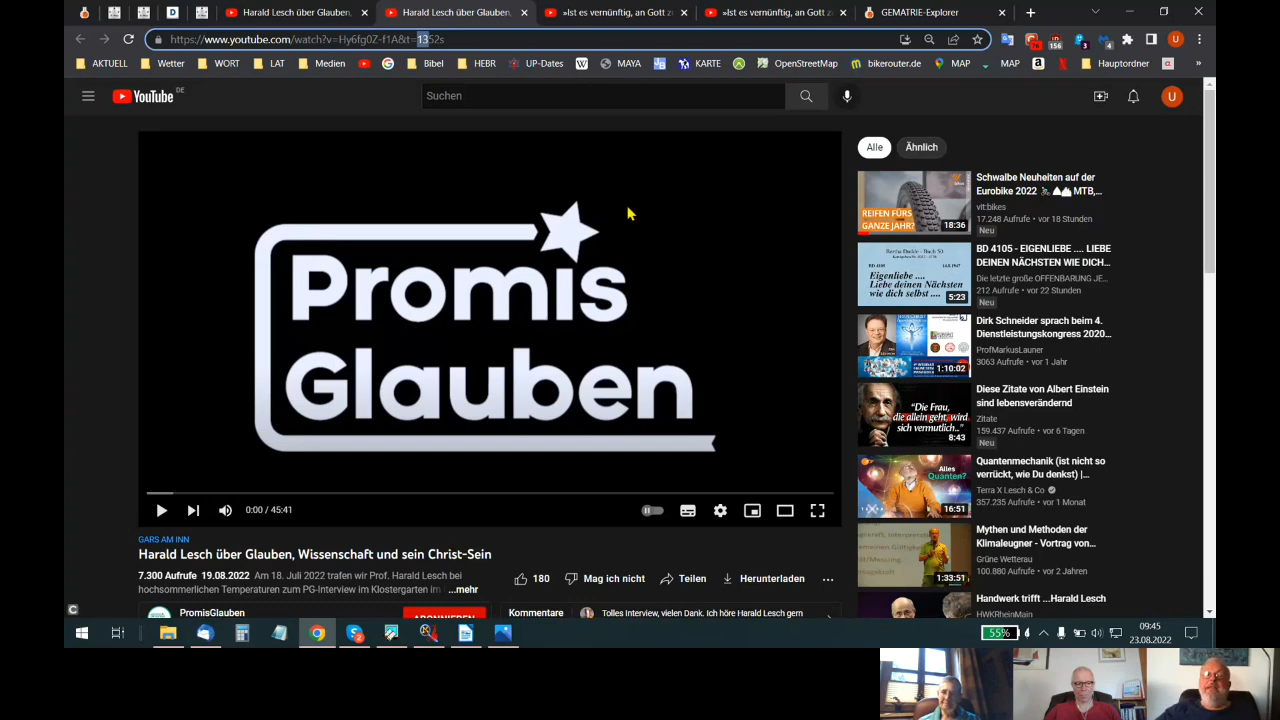 Harald Lesch über Glauben,
Harald Lesch über Glauben,
»Ist es vernünftig, an Gott z
»Ist es vernünftig, an Gott z
GEMATRIE-Explorer
https://www.youtube.com/watch?v=Hy6fg0Z-f1A&t=1352s
AKTUELL
Wetter
WORT
LAT
Medien
Bibel
HEBR
UP-Dates
MAYA
KARTE
OpenStreetMap
bikerouter.de
MAP
MAP
Hauptordner
YouTube DE
Suchen
U
Promis
Glauben
0:00 / 45:41
GARS AM INN
Harald Lesch über Glauben, Wissenschaft und sein Christ-Sein
7.300 Aufrufe 19.08.2022 Am 18. Juli 2022 trafen wir Prof. Harald Lesch bei
hochsommerlichen Temperaturen zum PG-Interview im Klostergarten im ...mehr
180
Mag ich nicht
Teilen
Herunterladen
PromisGlauben
ABONNIEREN
Kommentare
Tolles Interview, vielen Dank. Ich höre Harald Lesch gern
Alle
Ähnlich
REIFEN FÜRS
GANZE JAHR?
18:36
Schwalbe Neuheiten auf der
Eurobike 2022 MTB,...
vit:bikes
17.248 Aufrufe • vor 18 Stunden
Neu
Eigenliebe ....
Liebe deinen Nächsten
wie dich selbst ....
5:23
BD 4105 - EIGENLIEBE .... LIEBE
DEINEN NÄCHSTEN WIE DICH...
Die letzte große OFFENBARUNG JE...
212 Aufrufe • vor 22 Stunden
Neu
1:10:02
Dirk Schneider sprach beim 4.
Dienstleistungskongress 2020...
ProfMarkusLauner
3063 Aufrufe • vor 1 Jahr
"Die Frau,
die allein geht, wird
sich vermutlich.."
8:43
Diese Zitate von Albert Einstein
sind lebensverändernd
Zitate
159.437 Aufrufe • vor 6 Tagen
Neu
Alles
Quanten?
16:51
Quantenmechanik (ist nicht so
verrückt, wie Du denkst) |...
Terra X Lesch & Co
357.235 Aufrufe • vor 1 Monat
1:33:51
Mythen und Methoden der
Klimaleugner - Vortrag von...
Grüne Wetterau
100.880 Aufrufe • vor 2 Jahren
Handwerk trifft ...Harald Lesch
HWKRheinMain
55%
09:45
23.08.2022